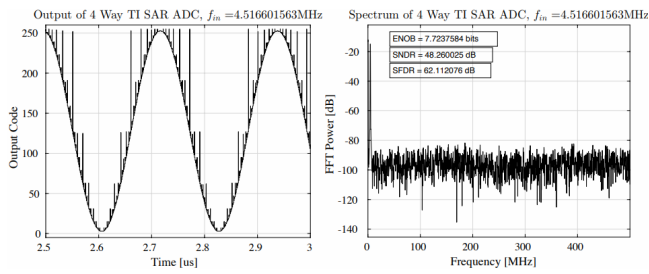 Output of 4 Way TI SAR ADC, f_in =4.516601563MHz
250
200
150
100
50
0
Output Code
2.5
2.6
2.7
2.8
2.9
3
Time [us]
Spectrum of 4 Way TI SAR ADC, f_in =4.516601563MHz
ENOB = 7.7237584 bits
SNDR = 48.260025 dB
SFDR = 62.112076 dB
-20
-40
-60
-80
-100
-120
-140
FFT Power [dB]
0
100
200
300
400
Frequency [MHz]